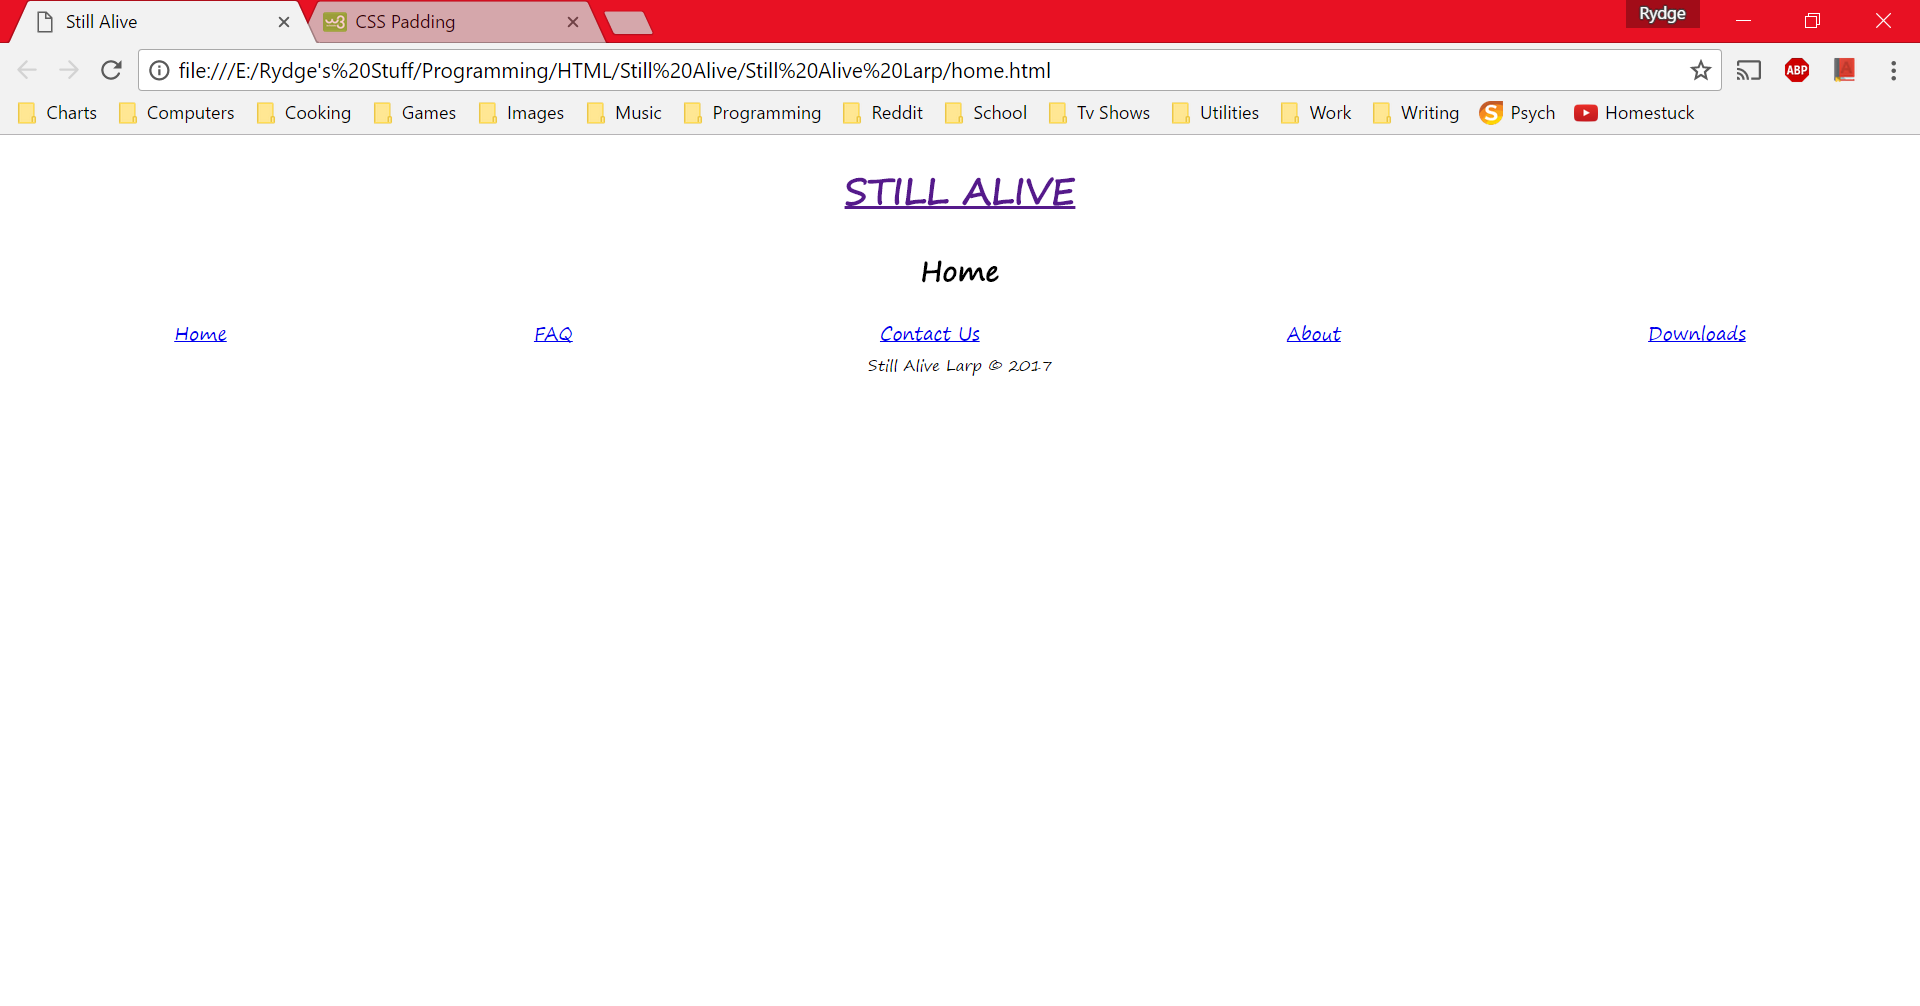 Still Alive
CSS Padding
Rydge
file:///E:/Rydge's%20Stuff/Programming/HTML/Still%20Alive/Still%20Alive%20Larp/home.html
ABP
Charts Computers Cooking Games Images Music Programming Reddit School Tv Shows Utilities Work Writing Psych Homestuck
STILL ALIVE
Home
Home FAQ Contact Us About Downloads
Still Alive Larp © 2017